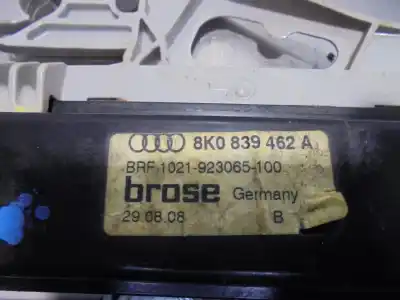 8K0 839 462 A
BRF 1021-923065-100
brose Germany
29.08.08 B